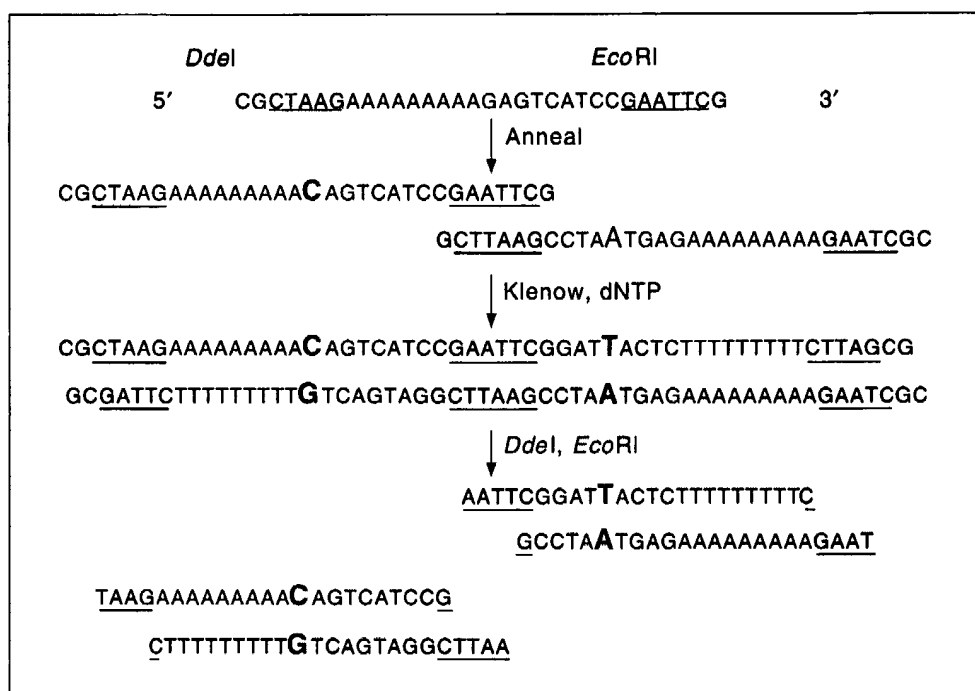 DdeI EcoRI
5′ CGCTAAGAAAAAAAAAGAGTCATCCGAATTCG 3′
Anneal
CGCTAAGAAAAAAAAACAGTCATCCGAATTCG
GCTTAAGCCTAATGAGAAAAAAAAAGAATCGC
Klenow, dNTP
CGCTAAGAAAAAAAAACAGTCATCCGAATTCGGATTACTCTTTTTTTTTCTTAGCG
GCGATTCTTTTTTTTTGTCAGTAGGCTTAAGCCTAATGAGAAAAAAAAAGAATCGC
DdeI, EcoRI
AATTCGGATTACTCTTTTTTTTTC
GCCTAATGAGAAAAAAAAAGAAT
TAAGAAAAAAAAACAGTCATCCG
CTTTTTTTTTGTCAGTAGGCTTAA